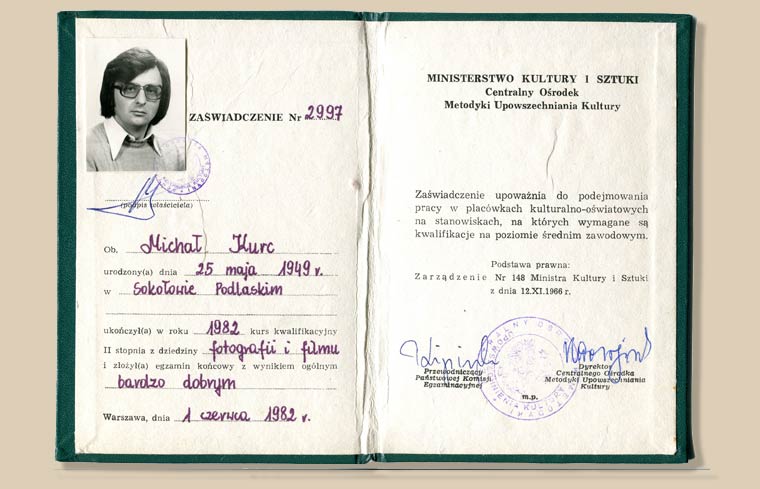 ZAŚWIADCZENIE Nr 2997
(podpis właściciela)
Ob. Michał Kurc
urodzony(a) dnia 25 maja 1949 r.
w Sokołowie Podlaskim
ukończył(a) w roku 1982 kurs kwalifikacyjny
II stopnia z dziedziny fotografii i filmu
i złożył(a) egzamin końcowy z wynikiem ogólnym
bardzo dobrym
Warszawa, dnia 1 czerwca 1982 r.
MINISTERSTWO KULTURY I SZTUKI
Centralny Ośrodek
Metodyki Upowszechniania Kultury
Zaświadczenie upoważnia do podejmowania
pracy w placówkach kulturalno-oświatowych
na stanowiskach, na których wymagane są
kwalifikacje na poziomie średnim zawodowym.
Podstawa prawna:
Zarządzenie Nr 148 Ministra Kultury i Sztuki
z dnia 12.XI.1966 r.
Przewodniczący
Państwowej Komisji
Egzaminacyjnej
m.p.
Dyrektor
Centralnego Ośrodka
Metodyki Upowszechniania
Kultury